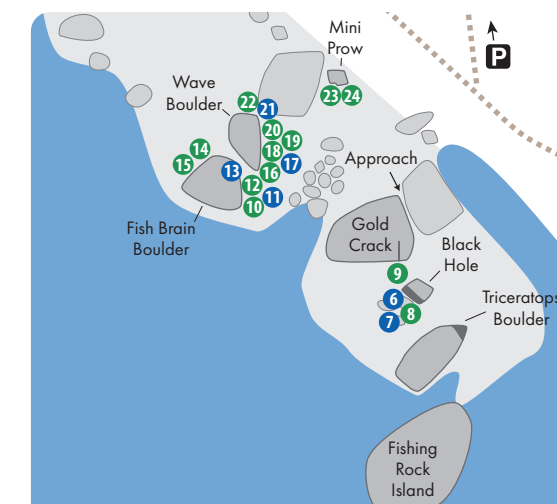 Mini
Prow
P
Wave
Boulder
22
21
23
24
20
19
18
17
16
14
15
13
12
11
10
Approach
Fish Brain
Boulder
Gold
Crack
Black
Hole
9
6
7
8
Triceratops
Boulder
Fishing
Rock
Island